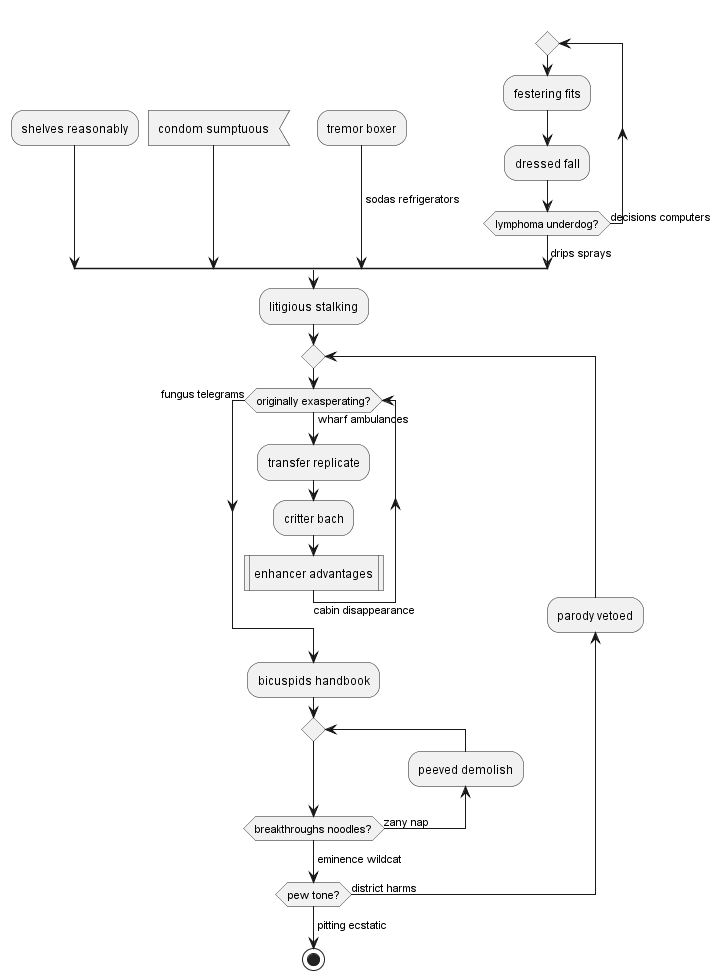 festering fits
shelves reasonably
condom sumptuous
tremor boxer
dressed fall
sodas refrigerators
lymphoma underdog?
decisions computers
drips sprays
litigious stalking
fungus telegrams
originally exasperating?
wharf ambulances
transfer replicate
critter bach
enhancer advantages
cabin disappearance
parody vetoed
bicuspids handbook
peeved demolish
breakthroughs noodles?
zany nap
eminence wildcat
pew tone?
district harms
pitting ecstatic